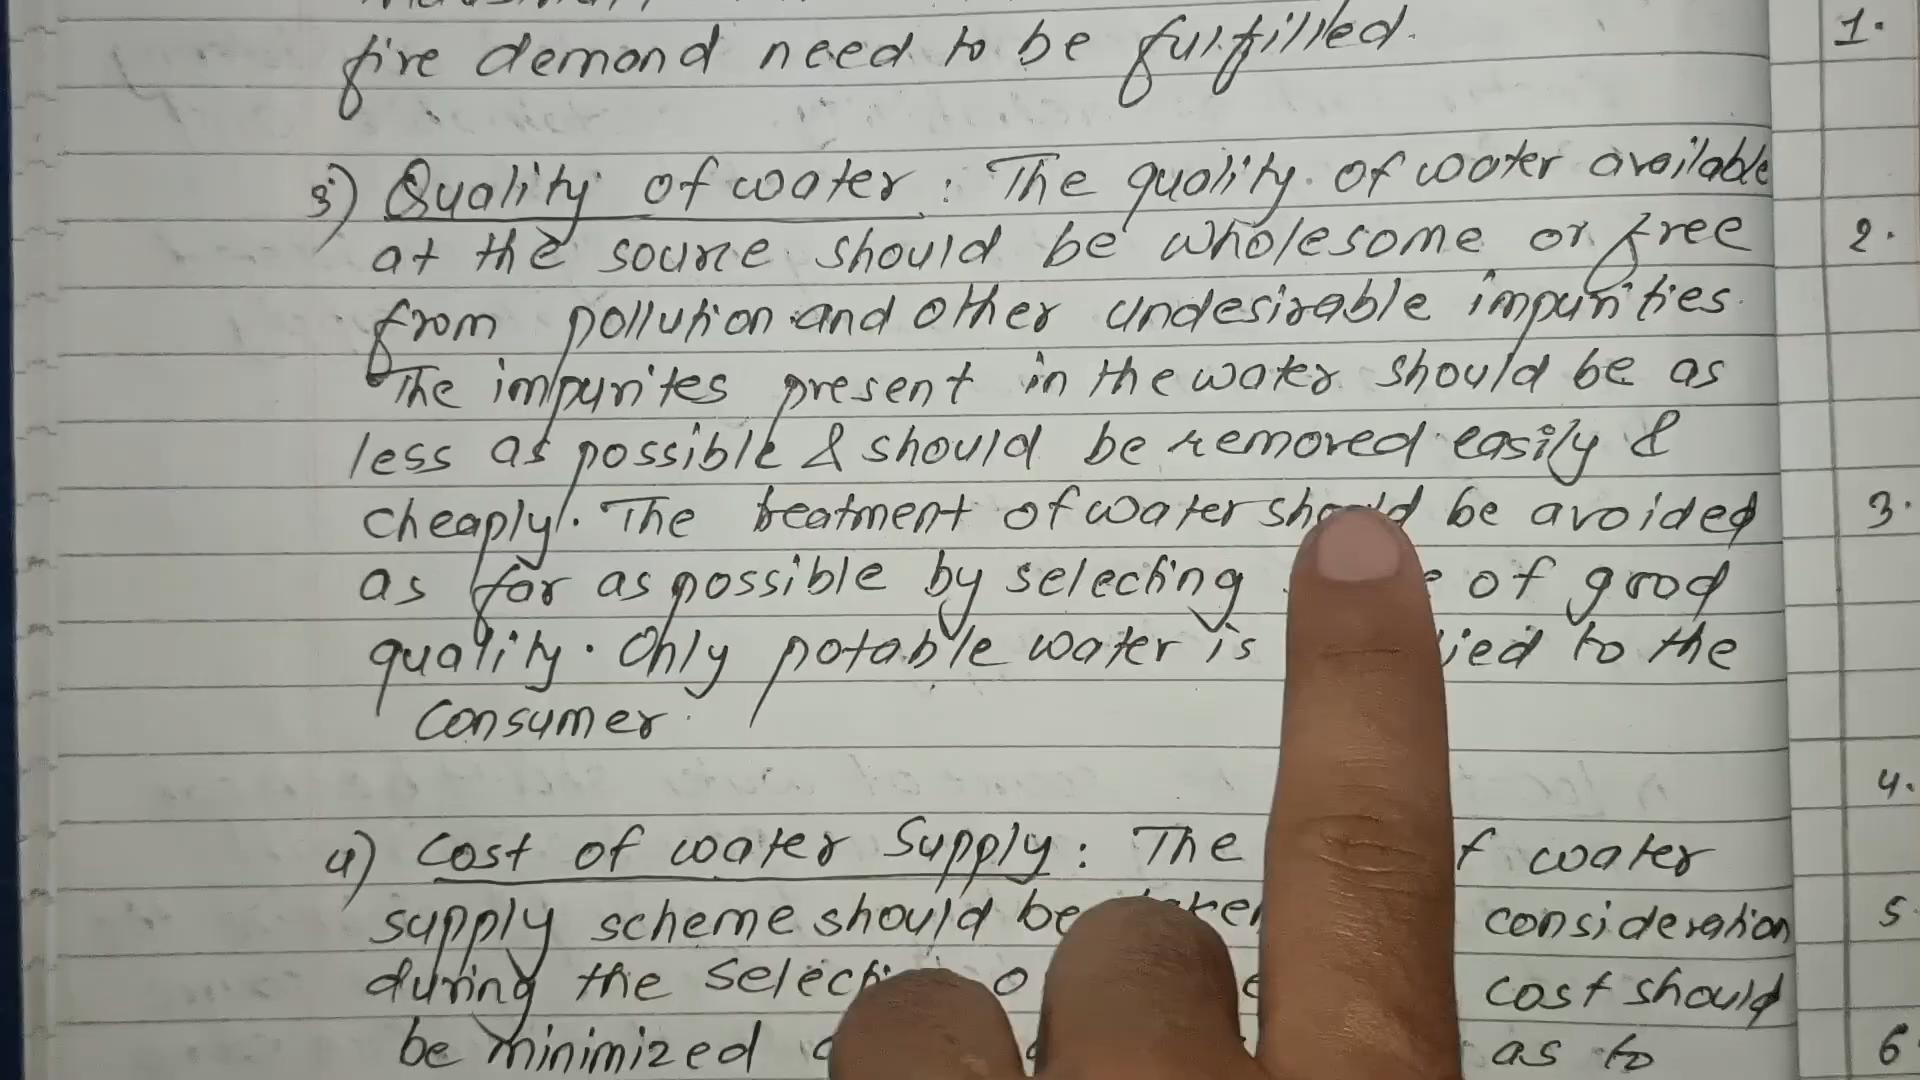 fire demand need to be fulfilled.
1.
3) Quality of water : The quality of water available
at the source should be wholesome or free
2.
from pollution and other undesirable impurities.
The impurites present in the water should be as
less as possible & should be removed easily &
cheaply. The treatment of water should be avoided
3.
as far as possible by selecting of good
quality. Only potable water is to the
Consumer.
4.
4) Cost of water Supply : The water
supply scheme should be consideration
5
during the cost should
be minimized as to
6